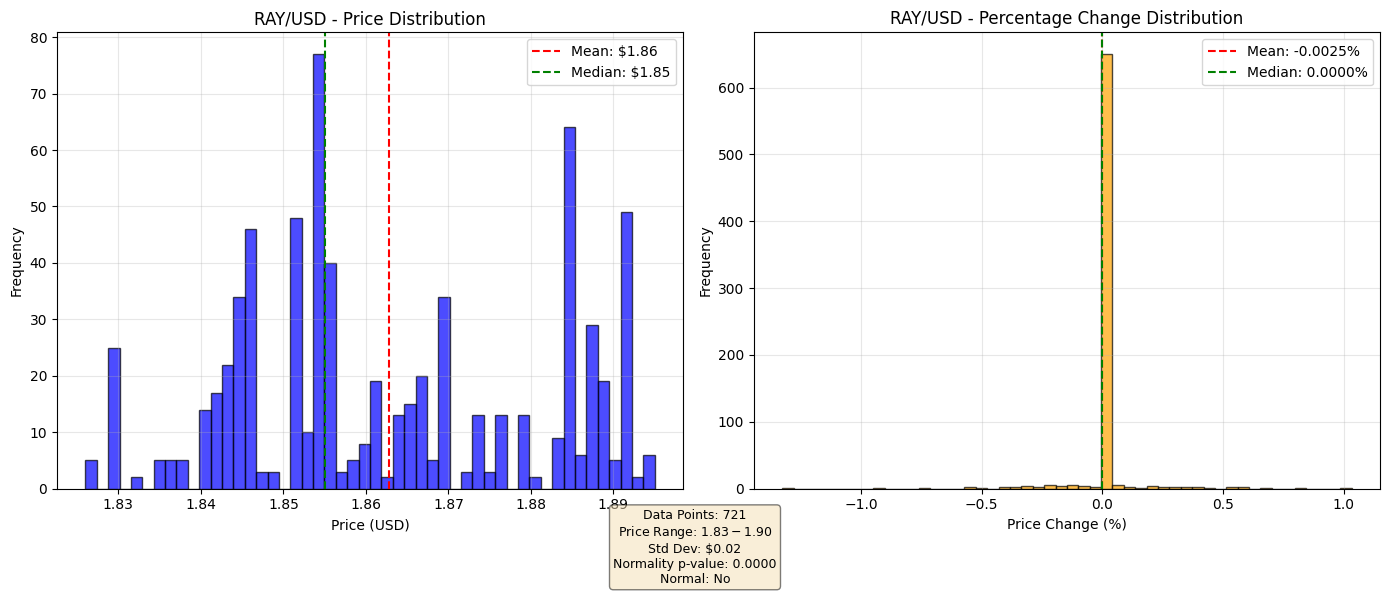 RAY/USD - Price Distribution
Mean: $1.86
Median: $1.85
Frequency
80
70
60
50
40
30
20
10
0
1.83 1.84 1.85 1.86 1.87 1.88 1.89
Price (USD)
RAY/USD - Percentage Change Distribution
Mean: -0.0025%
Median: 0.0000%
Frequency
600
500
400
300
200
100
0
−1.0 −0.5 0.0 0.5 1.0
Price Change (%)
Data Points: 721
Price Range: 1.83 − 1.90
Std Dev: $0.02
Normality p-value: 0.0000
Normal: No